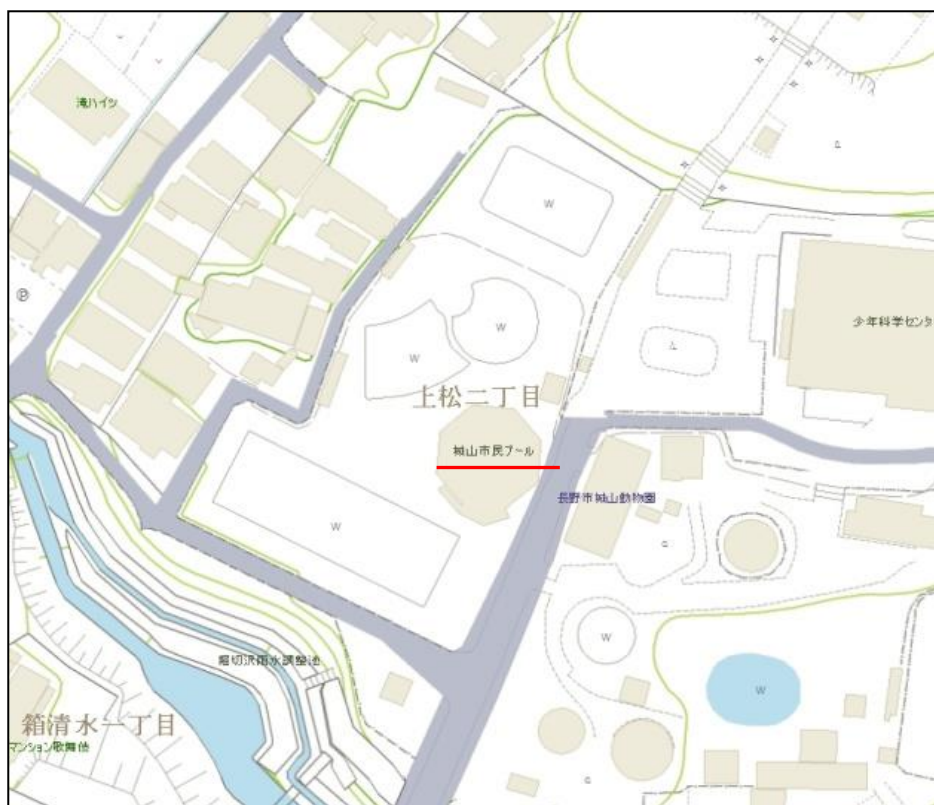 滝ハイツ
W
P
Ⓟ
少年科学センタ
W
W
上松二丁目
城山市民プール
長野市城山動物園
W
W
堀切沢雨水調整池
W
箱清水一丁目
マンション歌舞伎